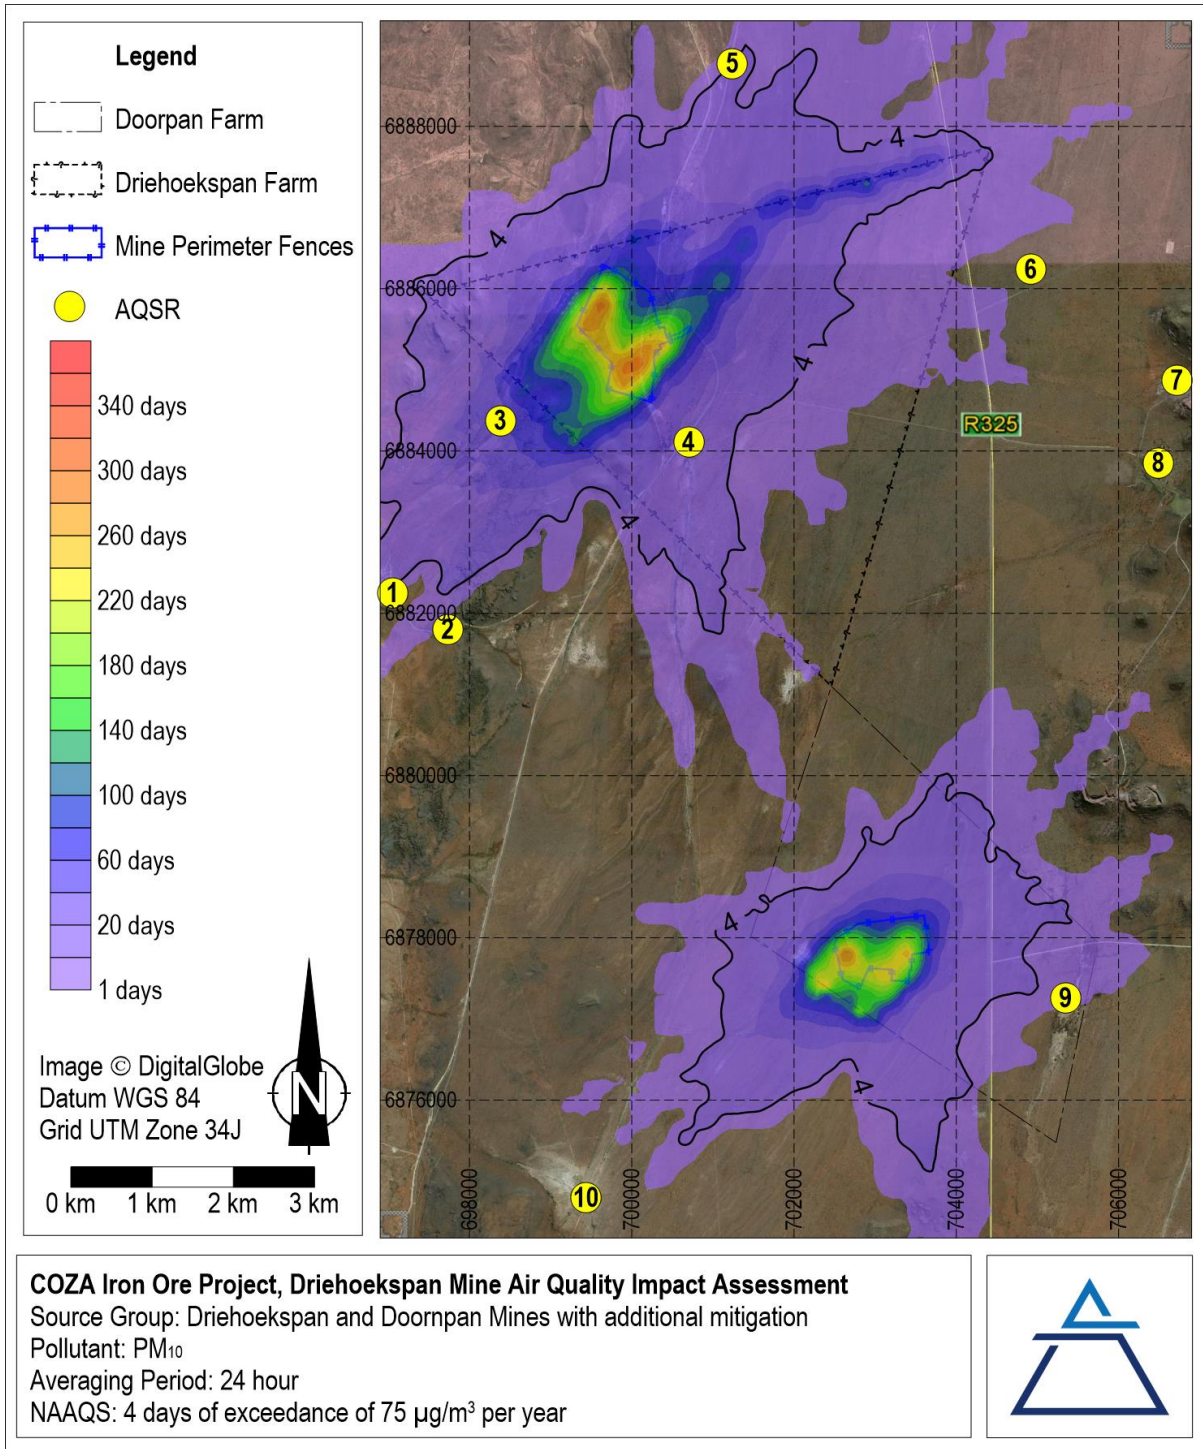 Legend
Doorpan Farm
Driehoekspan Farm
Mine Perimeter Fences
AQSR
340 days
300 days
260 days
220 days
180 days
140 days
100 days
60 days
20 days
1 days
Image © DigitalGlobe
Datum WGS 84
Grid UTM Zone 34J
N
0 km 1 km 2 km 3 km
5
6888000
4
4
6
6886000
7
4
3
R325
4
8
6884000
4
1
6882000
2
6880000
4
6878000
9
4
6876000
10
698000
700000
702000
704000
706000
COZA Iron Ore Project, Driehoekspan Mine Air Quality Impact Assessment
Source Group: Driehoekspan and Doornpan Mines with additional mitigation
Pollutant: PM₁₀
Averaging Period: 24 hour
NAAQS: 4 days of exceedance of 75 µg/m³ per year